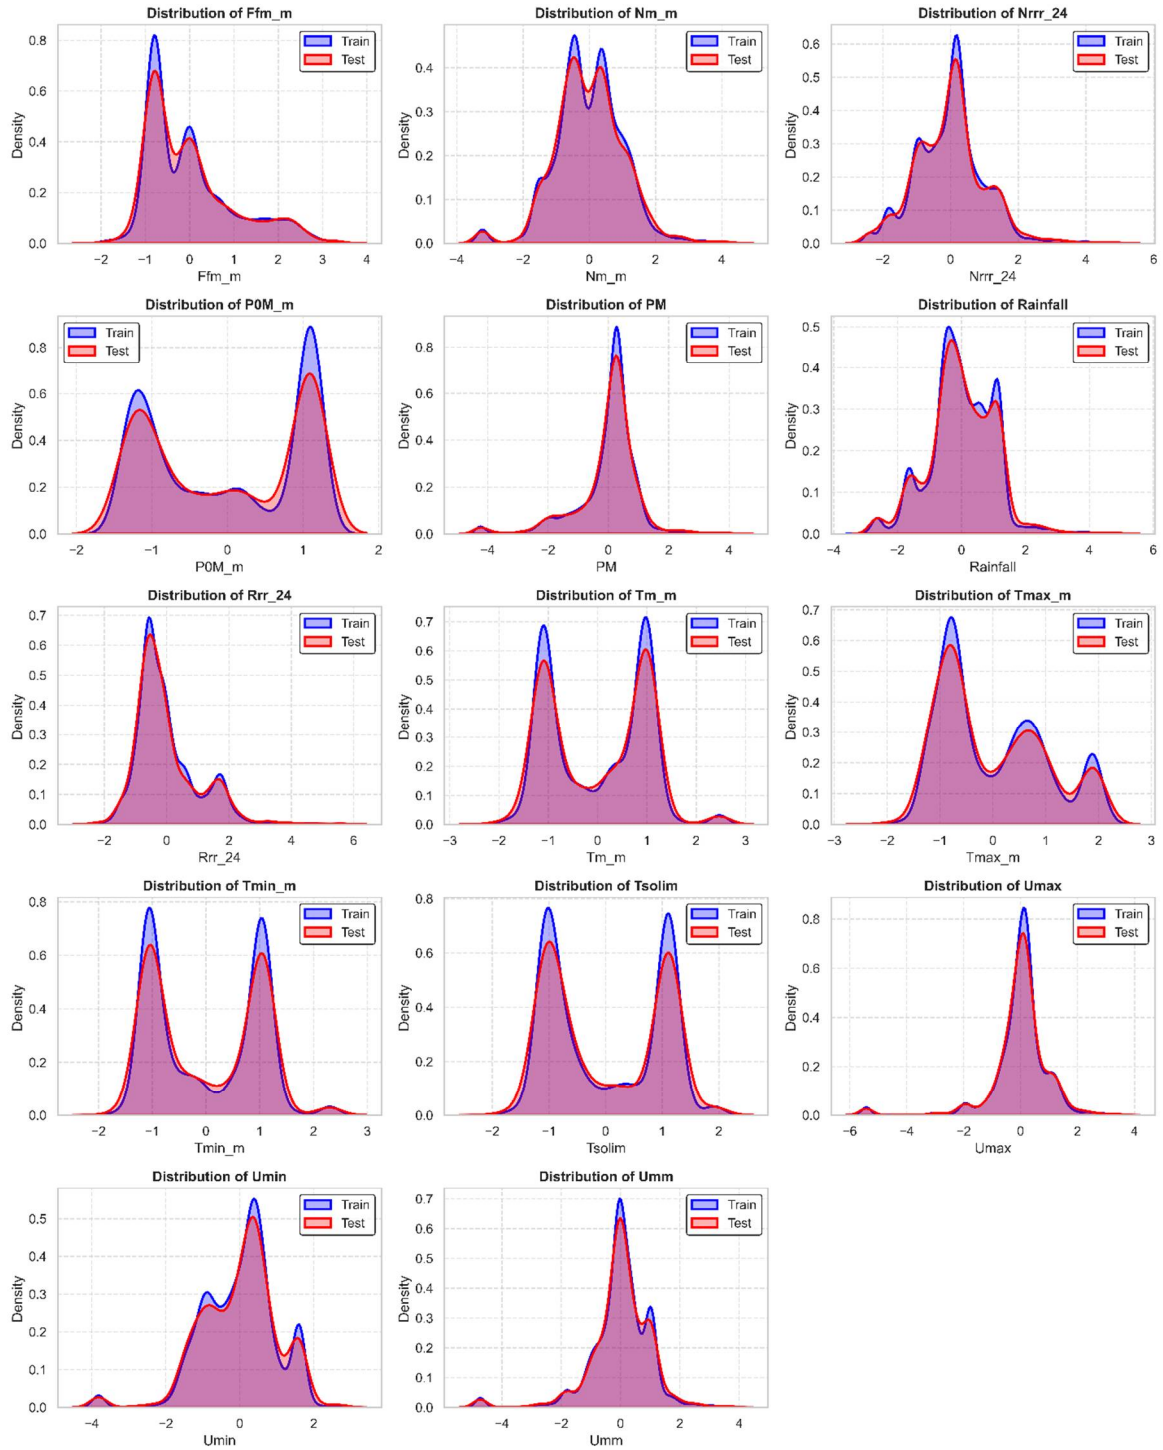 Distribution of Ffm_m
Train
Test
0.8
0.6
0.4
0.2
0.0
Density
−2 −1 0 1 2 3 4
Ffm_m
Distribution of Nm_m
Train
Test
0.4
0.3
0.2
0.1
0.0
Density
−4 −2 0 2 4
Nm_m
Distribution of Nrrr_24
Train
Test
0.6
0.5
0.4
0.3
0.2
0.1
0.0
Density
−2 0 2 4 6
Nrrr_24
Distribution of P0M_m
Train
Test
0.8
0.6
0.4
0.2
0.0
Density
−2 −1 0 1 2
P0M_m
Distribution of PM
Train
Test
0.8
0.6
0.4
0.2
0.0
Density
−4 −2 0 2 4
PM
Distribution of Rainfall
Train
Test
0.5
0.4
0.3
0.2
0.1
0.0
Density
−4 −2 0 2 4 6
Rainfall
Distribution of Rrr_24
Train
Test
0.7
0.6
0.5
0.4
0.3
0.2
0.1
0.0
Density
−2 0 2 4 6
Rrr_24
Distribution of Tm_m
Train
Test
0.7
0.6
0.5
0.4
0.3
0.2
0.1
0.0
Density
−3 −2 −1 0 1 2 3
Tm_m
Distribution of Tmax_m
Train
Test
0.7
0.6
0.5
0.4
0.3
0.2
0.1
0.0
Density
−3 −2 −1 0 1 2 3
Tmax_m
Distribution of Tmin_m
Train
Test
0.8
0.6
0.4
0.2
0.0
Density
−2 −1 0 1 2 3
Tmin_m
Distribution of Tsolim
Train
Test
0.8
0.6
0.4
0.2
0.0
Density
−2 −1 0 1 2
Tsolim
Distribution of Umax
Train
Test
0.8
0.6
0.4
0.2
0.0
Density
−6 −4 −2 0 2 4
Umax
Distribution of Umin
Train
Test
0.5
0.4
0.3
0.2
0.1
0.0
Density
−4 −2 0 2
Umin
Distribution of Umm
Train
Test
0.7
0.6
0.5
0.4
0.3
0.2
0.1
0.0
Density
−4 −2 0 2 4
Umm